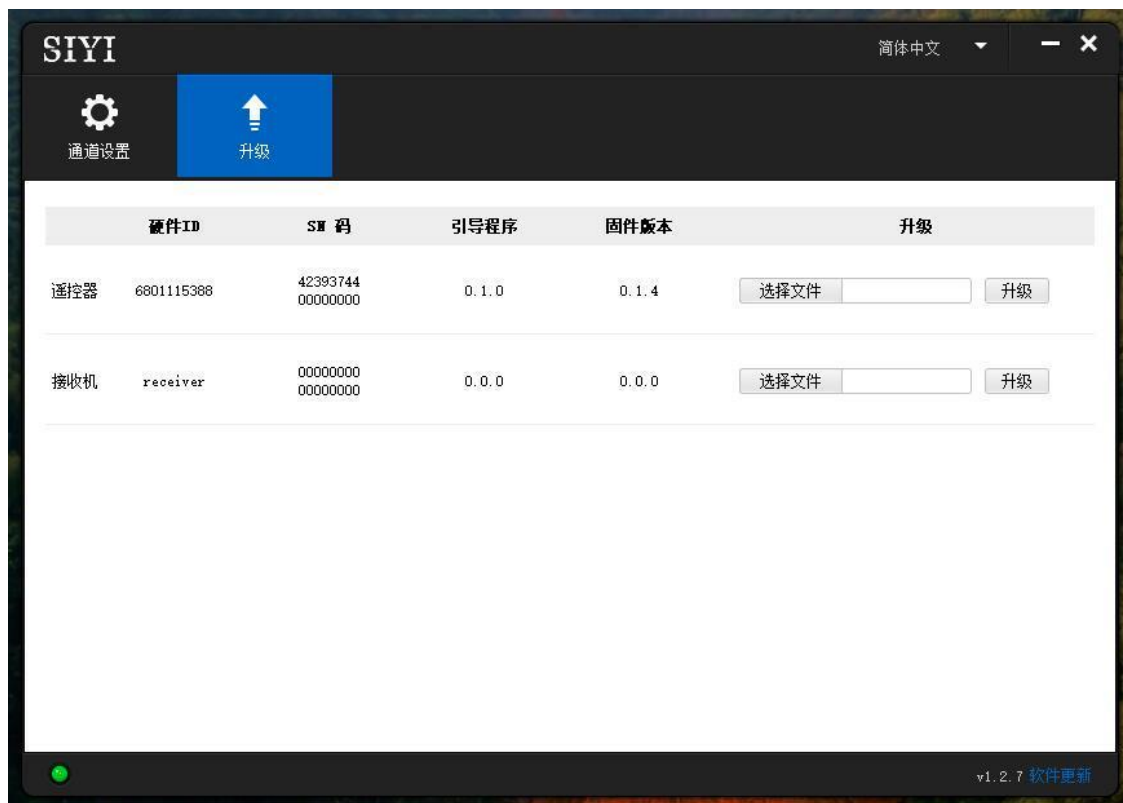 SIYI
简体中文
通道设置
升级
硬件ID SN 码 引导程序 固件版本 升级
遥控器 6801115388 42393744 0.1.0 0.1.4 选择文件 升级
00000000
接收机 receiver 00000000 0.0.0 0.0.0 选择文件 升级
00000000
v1.2.7 软件更新